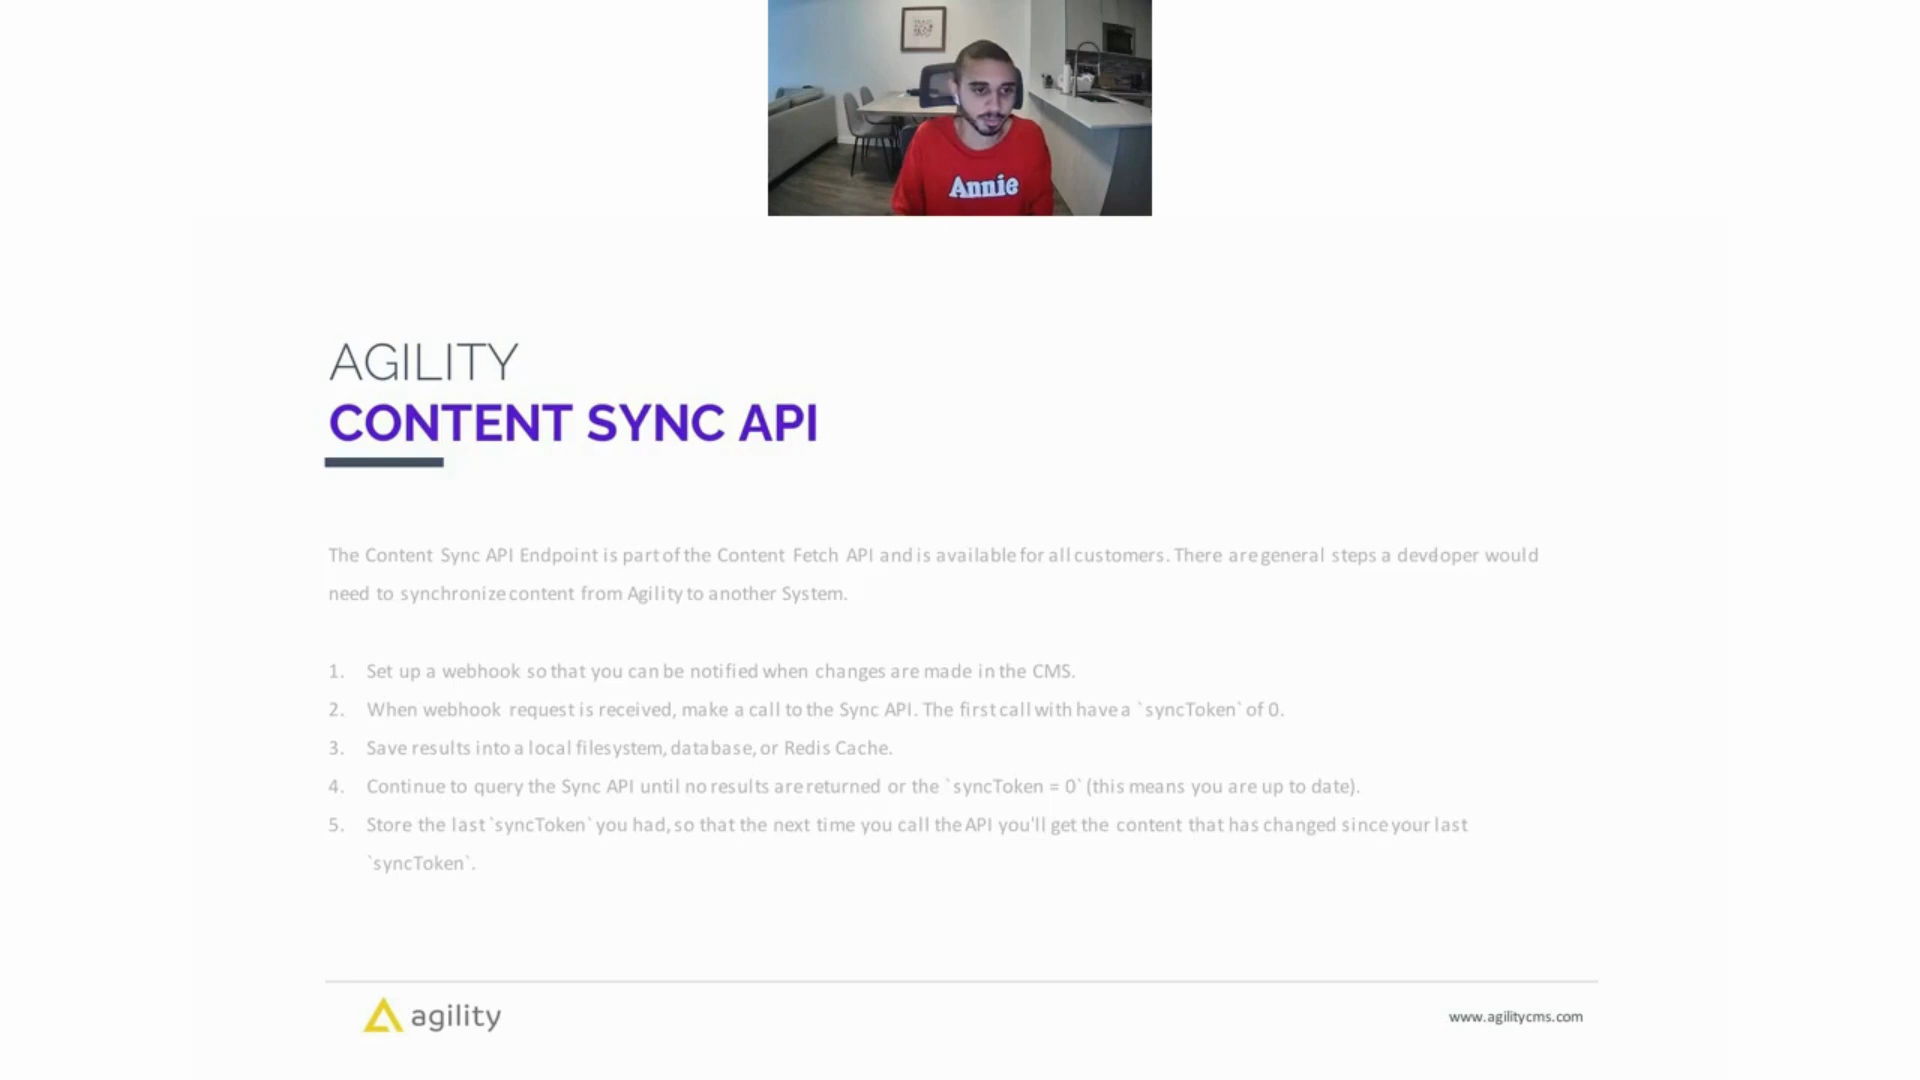 Annie
AGILITY
CONTENT SYNC API
The Content Sync API Endpoint is part of the Content Fetch API and is available for all customers. There are general steps a developer would
need to synchronize content from Agility to another System.
1. Set up a webhook so that you can be notified when changes are made in the CMS.
2. When webhook request is received, make a call to the Sync API. The first call with have a `syncToken` of 0.
3. Save results into a local filesystem, database, or Redis Cache.
4. Continue to query the Sync API until no results are returned or the `syncToken = 0` (this means you are up to date).
5. Store the last `syncToken` you had, so that the next time you call the API you'll get the content that has changed since your last
`syncToken`.
agility
www.agilitycms.com